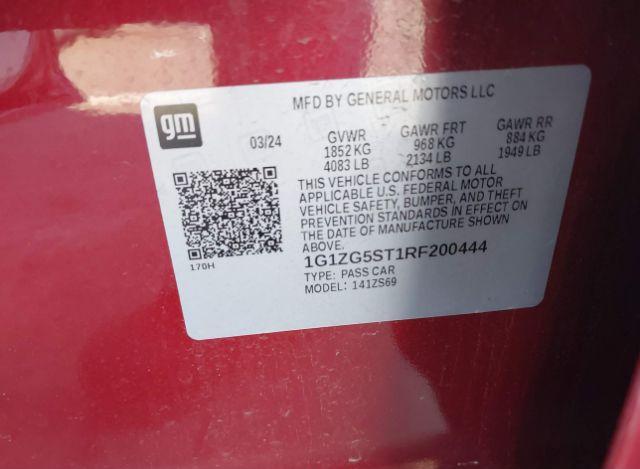 gm
MFD BY GENERAL MOTORS LLC
03/24
GVWR
1852 KG
4083 LB
GAWR FRT
968 KG
2134 LB
GAWR RR
884 KG
1949 LB
THIS VEHICLE CONFORMS TO ALL
APPLICABLE U.S. FEDERAL MOTOR
VEHICLE SAFETY, BUMPER, AND THEFT
PREVENTION STANDARDS IN EFFECT ON
THE DATE OF MANUFACTURE SHOWN
ABOVE.
170H
1G1ZG5ST1RF200444
TYPE: PASS CAR
MODEL: 141ZS69